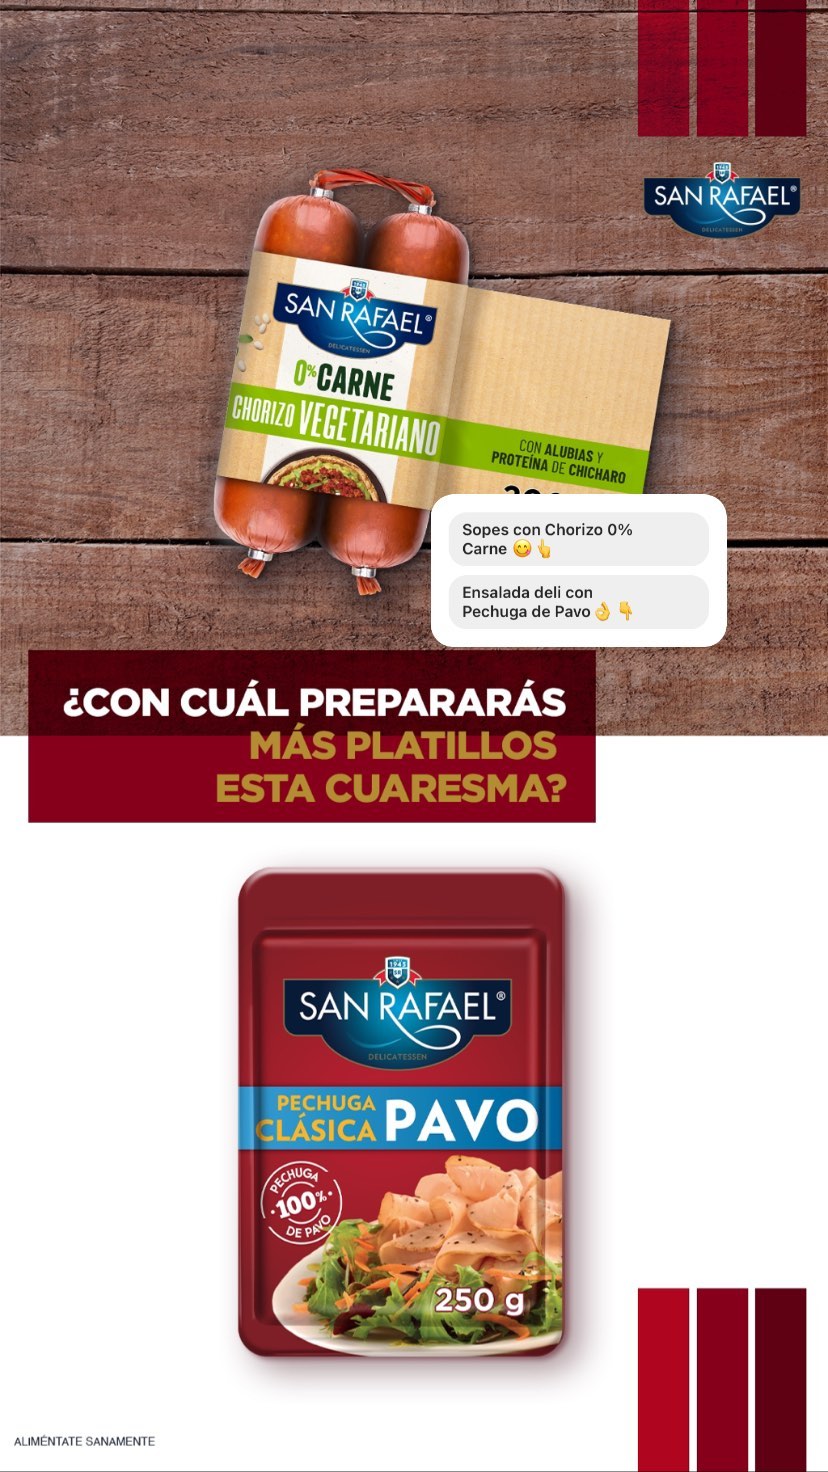 SAN RAFAEL®
DELICATESSEN
SAN RAFAEL®
DELICATESSEN
0% CARNE
CHORIZO VEGETARIANO
CON ALUBIAS Y
PROTEÍNA DE CHICHARO
Sopes con Chorizo 0%
Carne 😋👆
Ensalada deli con
Pechuga de Pavo👌👇
¿CON CUÁL PREPARARÁS
MÁS PLATILLOS
ESTA CUARESMA?
1945
SR
SAN RAFAEL®
DELICATESSEN
PECHUGA
CLÁSICA PAVO
PECHUGA
100%
DE PAVO
250 g
ALIMÉNTATE SANAMENTE